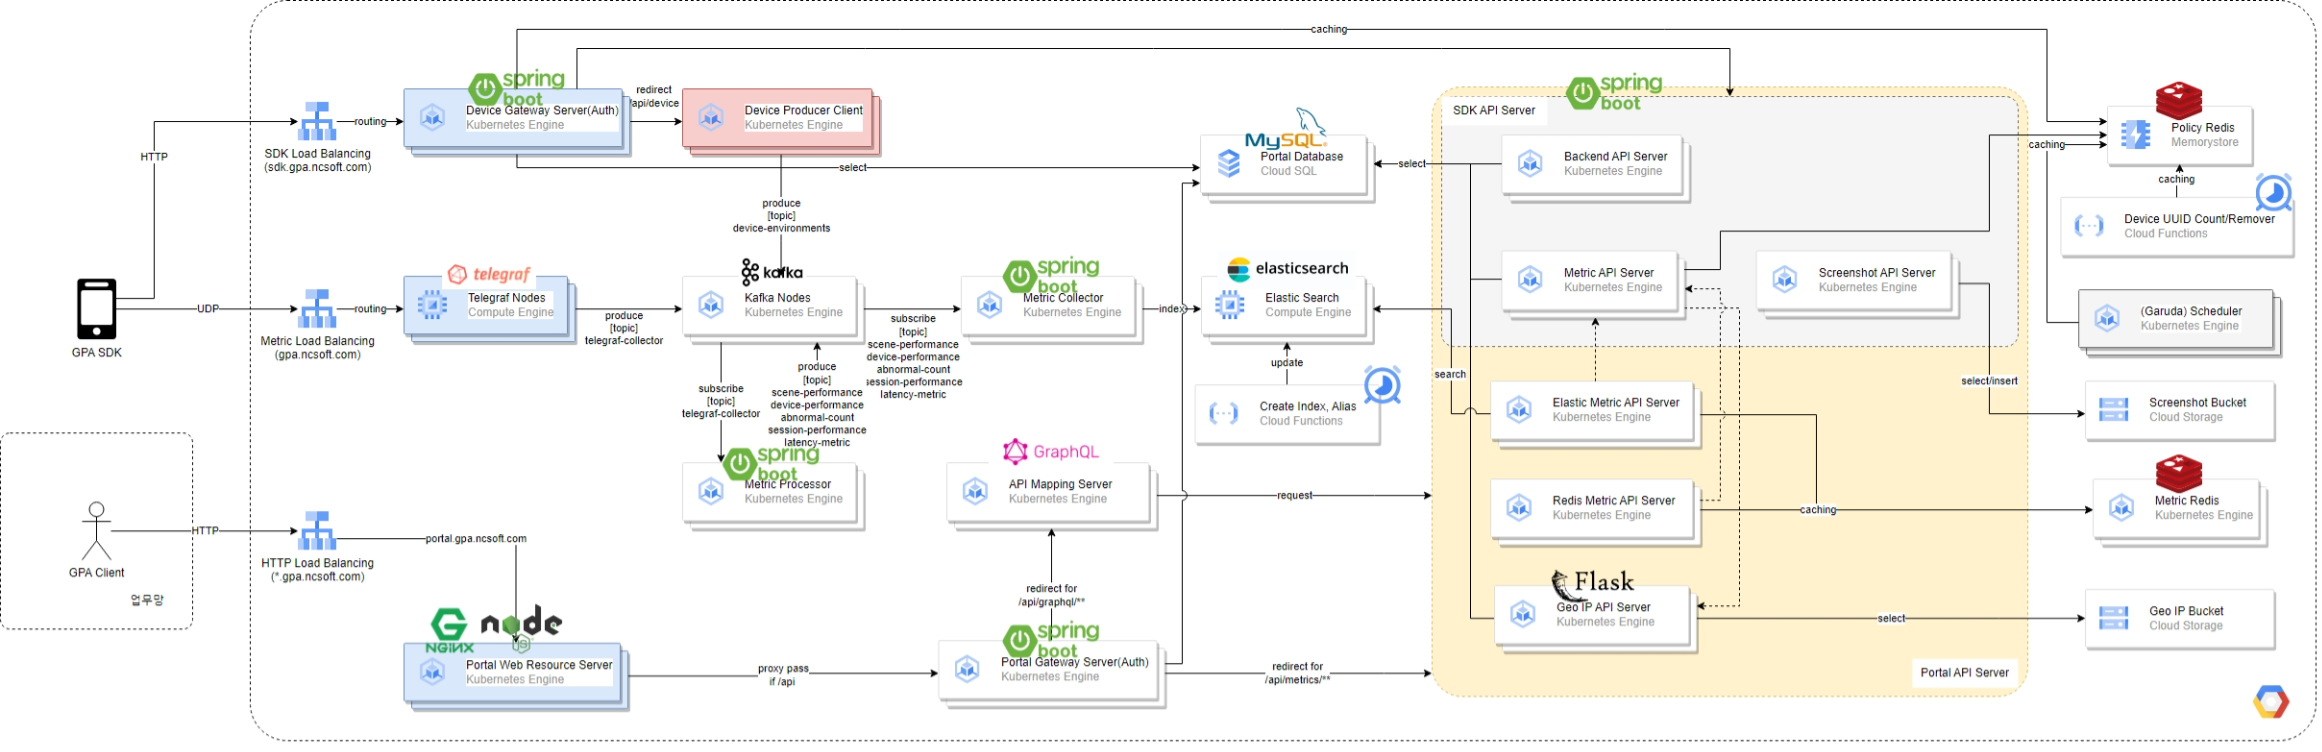 caching
spring
boot
Device Gateway Server(Auth)
Kubernetes Engine
redirect
/api/device
Device Producer Client
Kubernetes Engine
HTTP
routing
SDK Load Balancing
(sdk.gpa.ncsoft.com)
select
produce
[topic]
device-environments
MySQL
Portal Database
Cloud SQL
select
spring
boot
SDK API Server
Backend API Server
Kubernetes Engine
Metric API Server
Kubernetes Engine
Screenshot API Server
Kubernetes Engine
caching
Policy Redis
Memorystore
caching
Device UUID Count/Remover
Cloud Functions
(Garuda) Scheduler
Kubernetes Engine
GPA SDK
UDP
Metric Load Balancing
(gpa.ncsoft.com)
routing
telegraf
Telegraf Nodes
Compute Engine
produce
[topic]
telegraf-collector
kafka
Kafka Nodes
Kubernetes Engine
subscribe
[topic]
scene-performance
device-performance
abnormal-count
session-performance
latency-metric
spring
boot
Metric Collector
Kubernetes Engine
index
elasticsearch
Elastic Search
Compute Engine
update
Create Index, Alias
Cloud Functions
search
subscribe
[topic]
telegraf-collector
produce
[topic]
scene-performance
device-performance
abnormal-count
session-performance
latency-metric
spring
boot
Metric Processor
Kubernetes Engine
GraphQL
API Mapping Server
Kubernetes Engine
request
Elastic Metric API Server
Kubernetes Engine
select/insert
Screenshot Bucket
Cloud Storage
Redis Metric API Server
Kubernetes Engine
caching
Metric Redis
Kubernetes Engine
GPA Client
업무망
HTTP
HTTP Load Balancing
(*.gpa.ncsoft.com)
portal.gpa.ncsoft.com
NGINX
node
JS
Portal Web Resource Server
Kubernetes Engine
proxy pass
if /api
redirect for
/api/graphql/**
spring
boot
Portal Gateway Server(Auth)
Kubernetes Engine
redirect for
/api/metrics/**
Flask
Geo IP API Server
Kubernetes Engine
select
Geo IP Bucket
Cloud Storage
Portal API Server